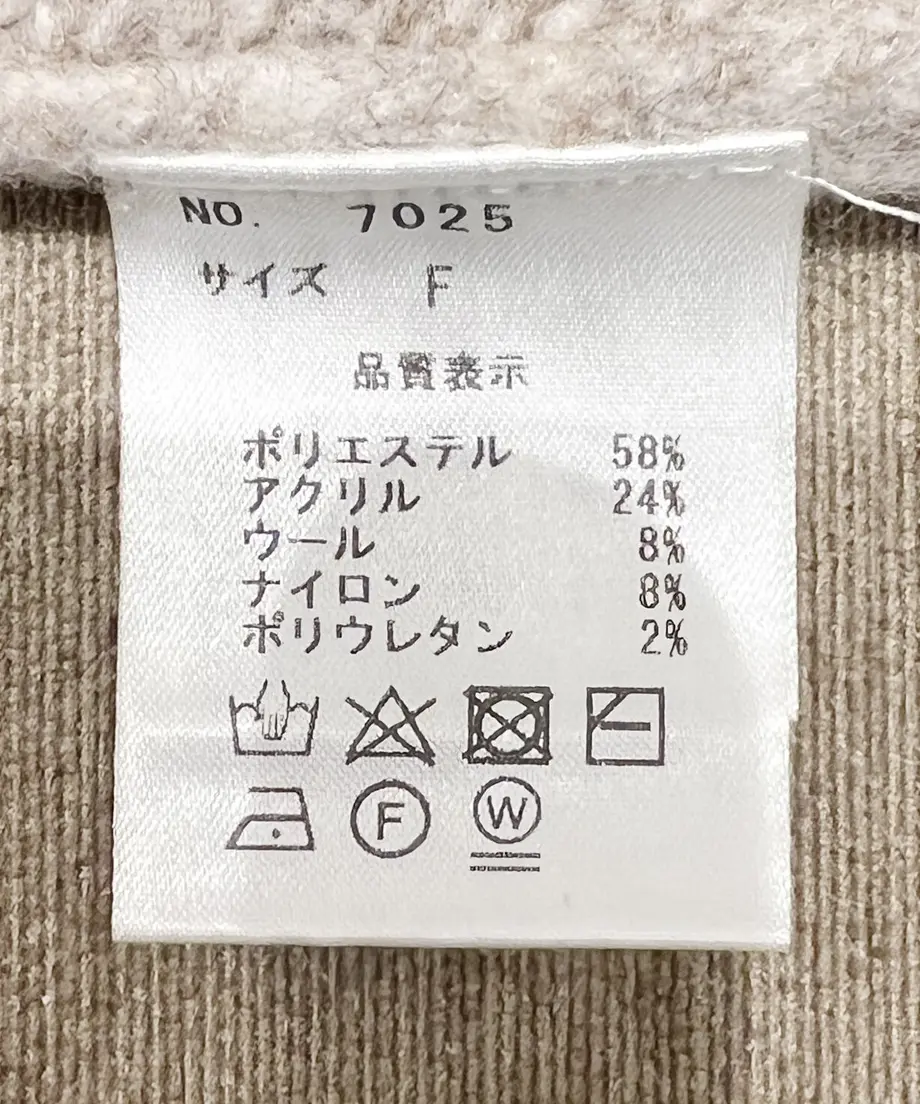 NO. 7025
サイズ F
品質表示
ポリエステル 58%
アクリル 24%
ウール 8%
ナイロン 8%
ポリウレタン 2%
F W